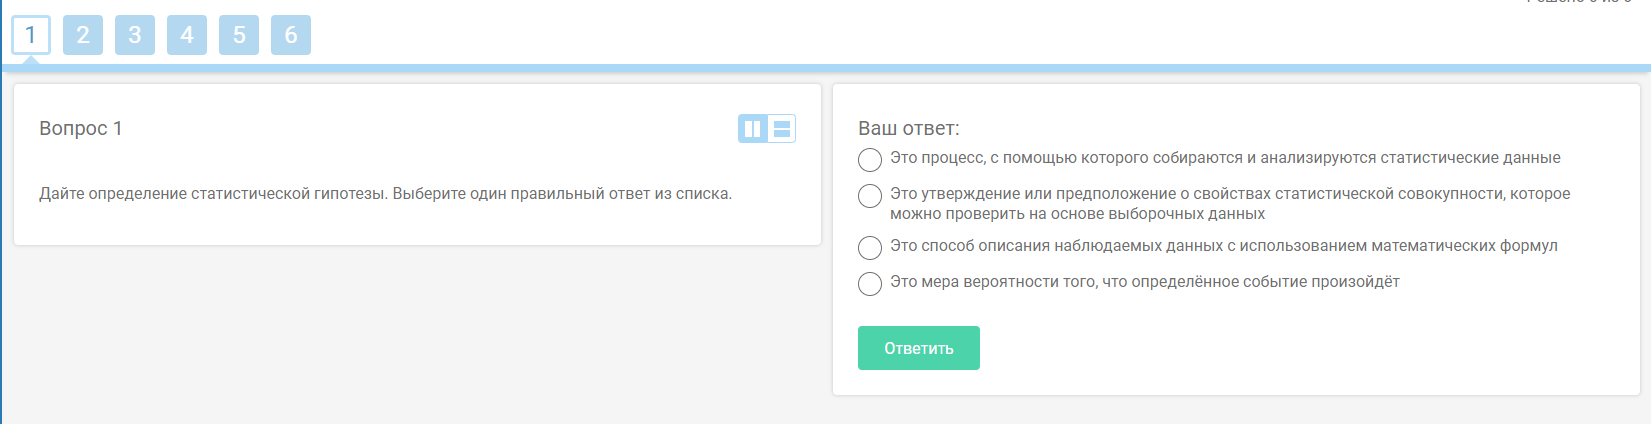 1 2 3 4 5 6
Вопрос 1
Дайте определение статистической гипотезы. Выберите один правильный ответ из списка.
Ваш ответ:
Это процесс, с помощью которого собираются и анализируются статистические данные
Это утверждение или предположение о свойствах статистической совокупности, которое
можно проверить на основе выборочных данных
Это способ описания наблюдаемых данных с использованием математических формул
Это мера вероятности того, что определённое событие произойдёт
Ответить